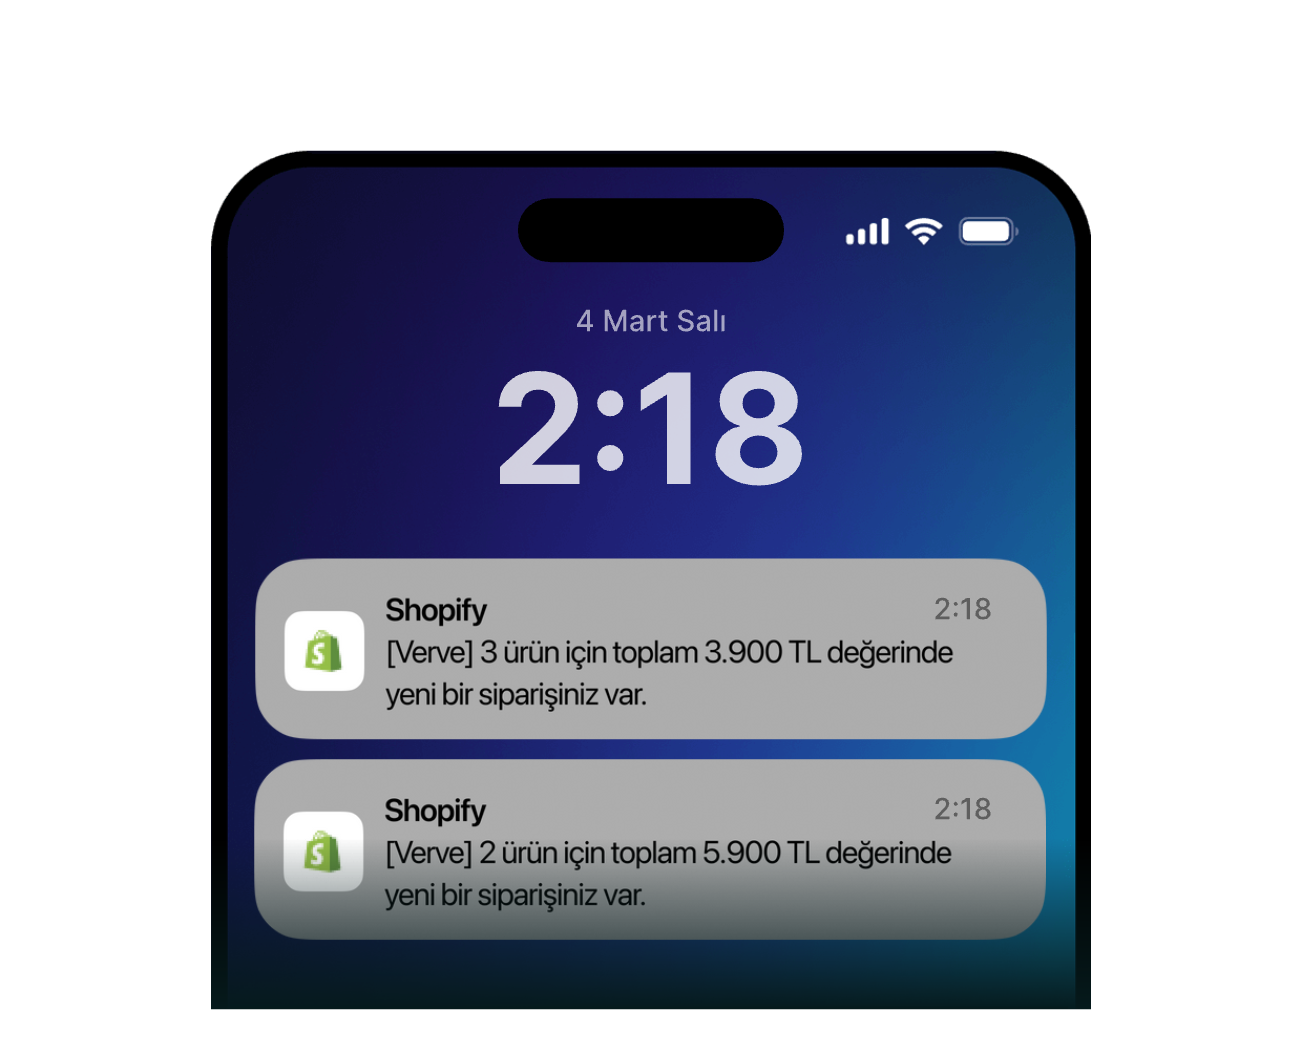 4 Mart Salı
2:18
Shopify 2:18
[Verve] 3 ürün için toplam 3.900 TL değerinde
yeni bir siparişiniz var.
Shopify 2:18
[Verve] 2 ürün için toplam 5.900 TL değerinde
yeni bir siparişiniz var.